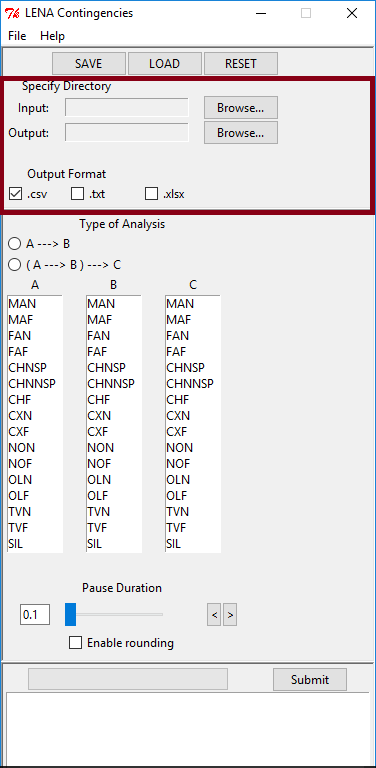 LENA Contingencies
File Help
SAVE LOAD RESET
Specify Directory
Input: Browse...
Output: Browse...
Output Format
.csv .txt .xlsx
Type of Analysis
A ---> B
( A ---> B ) ---> C
A B C
MAN MAN MAN
MAF MAF MAF
FAN FAN FAN
FAF FAF FAF
CHNSP CHNSP CHNSP
CHNNSP CHNNSP CHNNSP
CHF CHF CHF
CXN CXN CXN
CXF CXF CXF
NON NON NON
NOF NOF NOF
OLN OLN OLN
OLF OLF OLF
TVN TVN TVN
TVF TVF TVF
SIL SIL SIL
Pause Duration
0.1 < >
Enable rounding
Submit